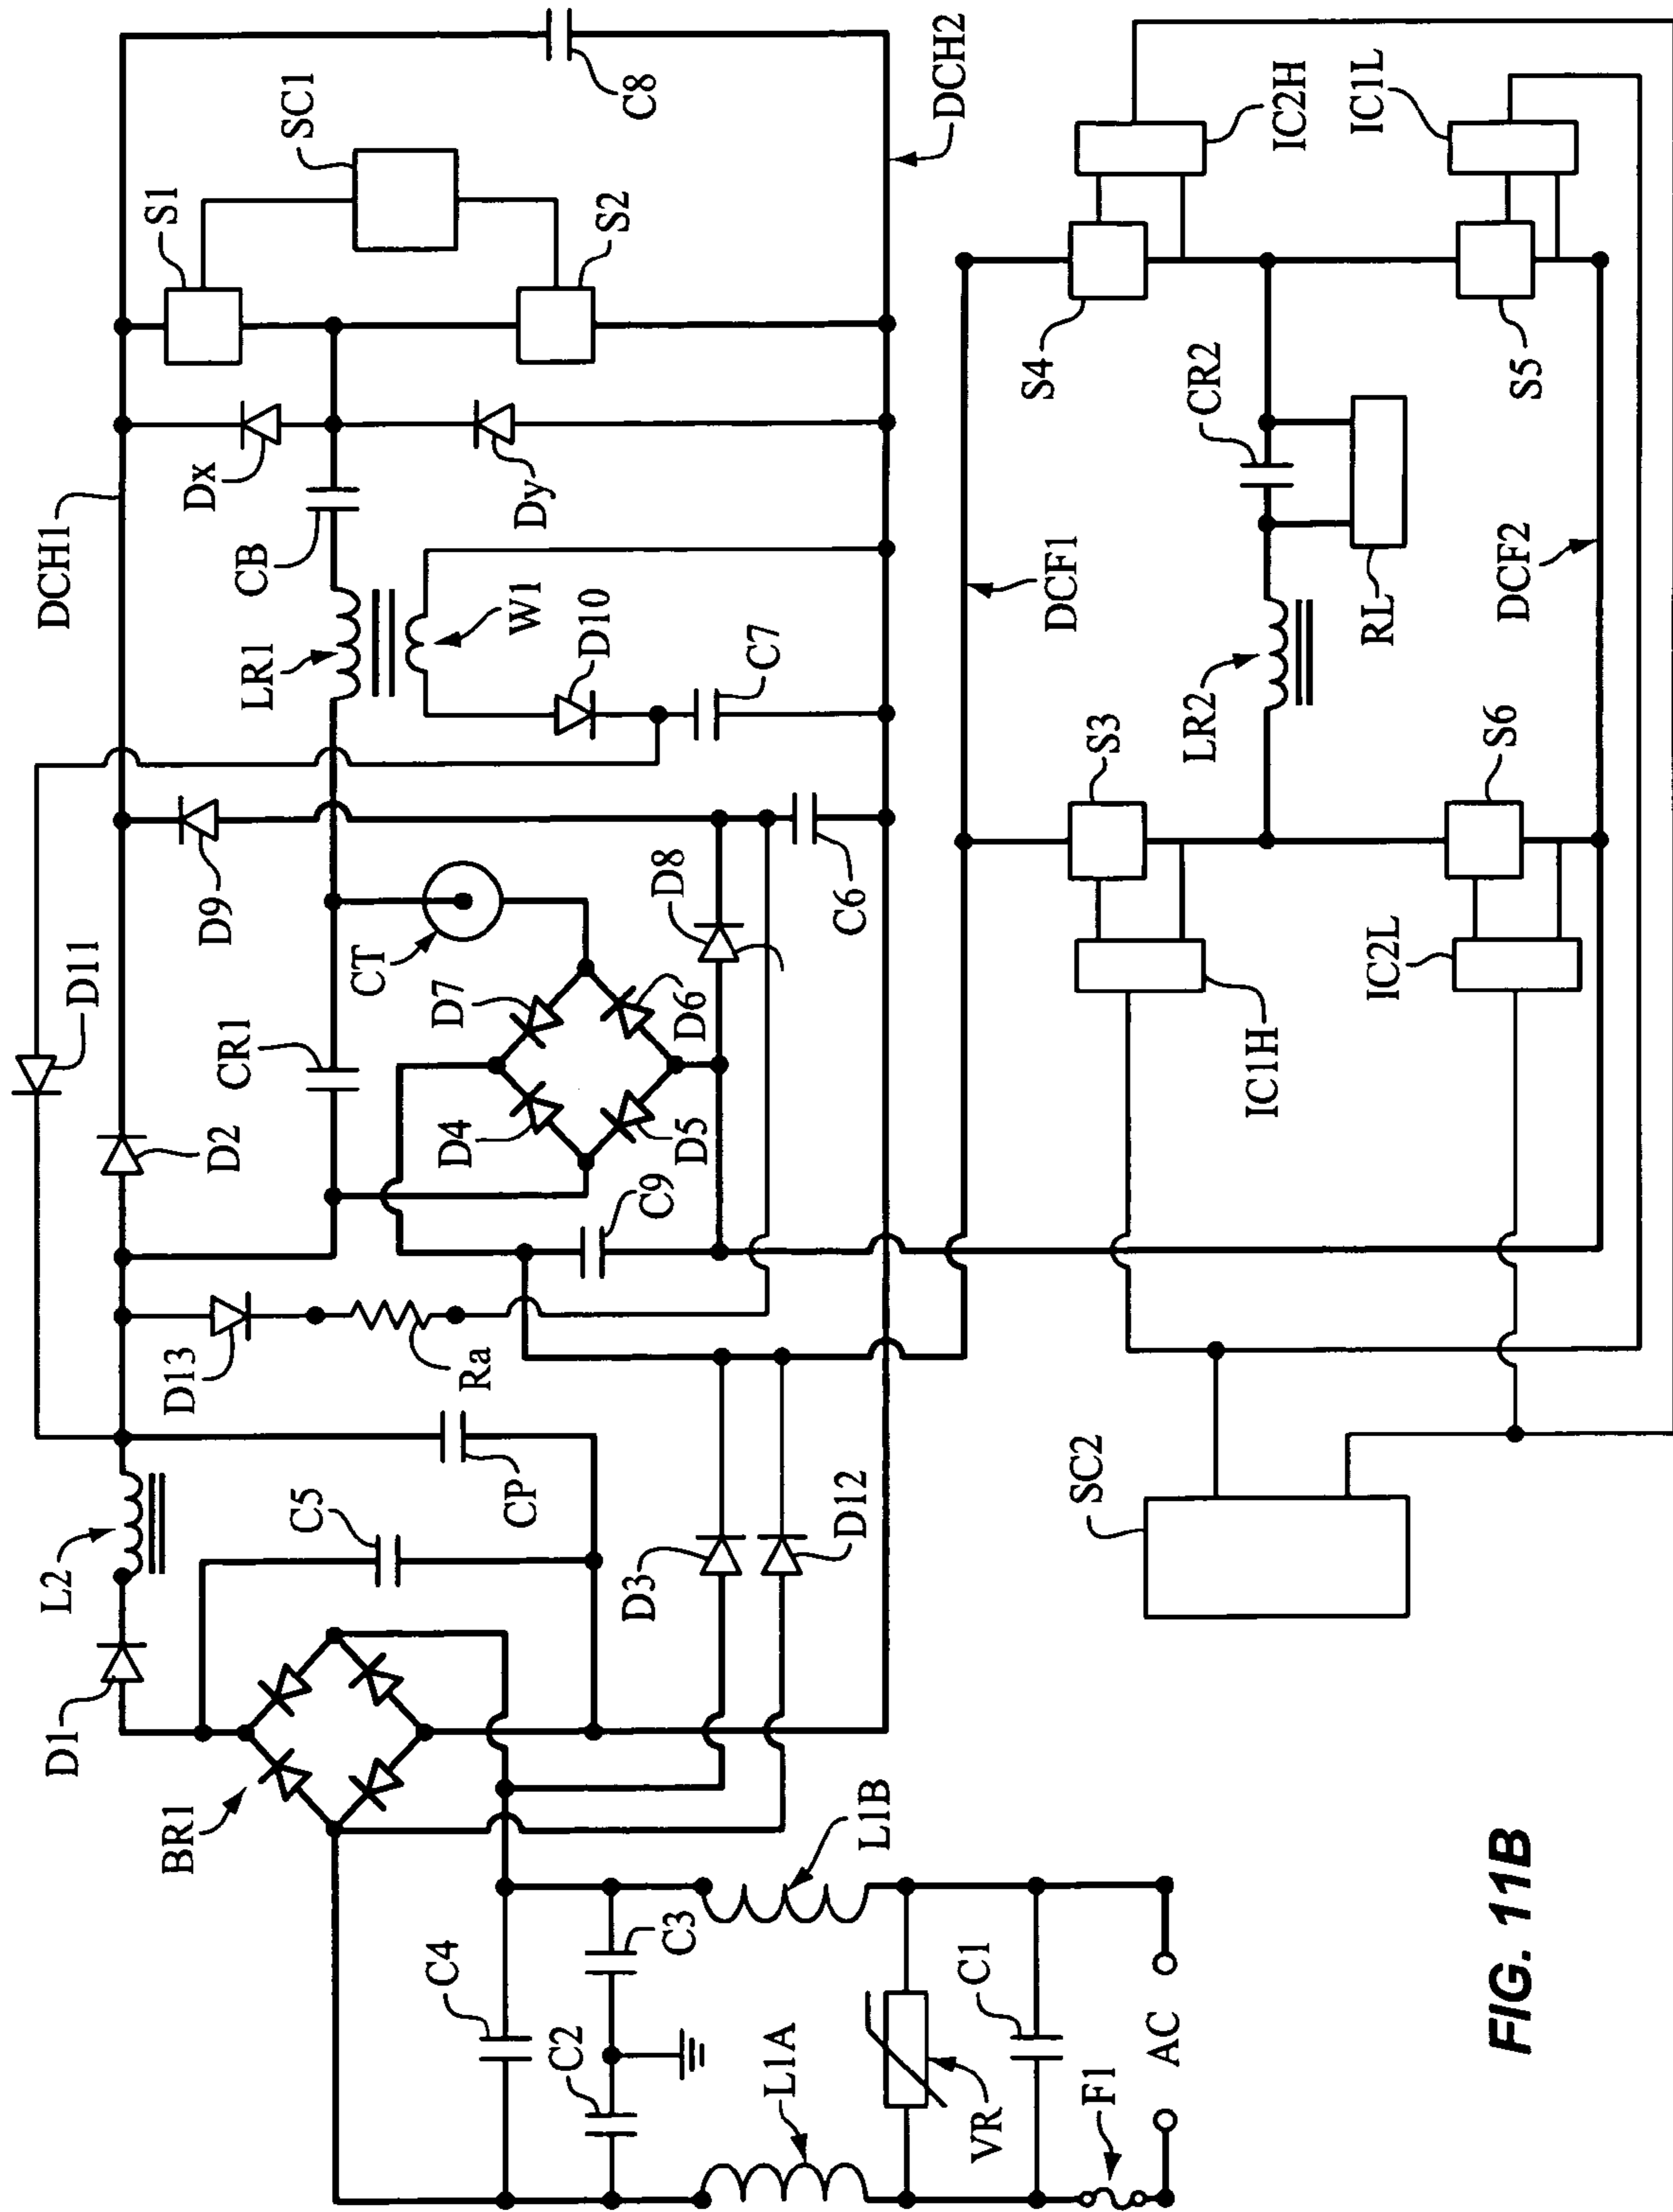 D1
L2
D11
DCH1
BR1
D13
D2
D9
CR1
Dx
S1
LR1
CB
SC1
C5
CT
C4
Ra
D4
D7
CP
W1
Dy
C2
D10
S2
D3
C9
C8
C3
D5
D6
D8
C7
L1A
D12
C6
L1B
DCH2
VR
C1
S4
DCF1
F1
SC2
S3
AC
LR2
CR2
IC1H
IC2H
IC2L
RL
IC1L
S6
DCF2
S5
FIG. 11B